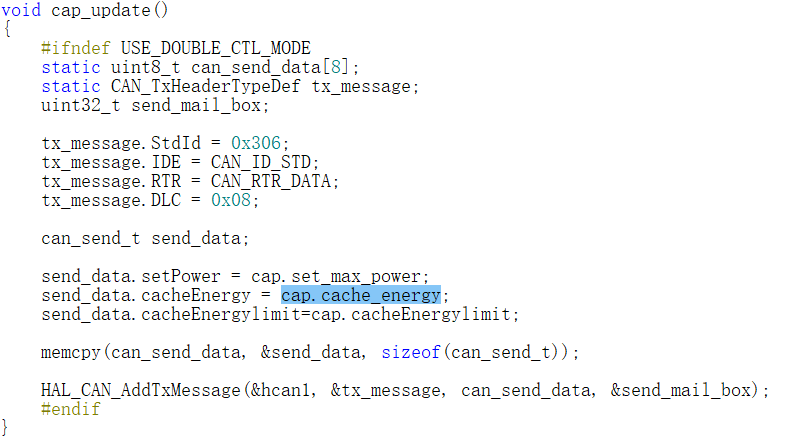 void cap_update()
{
    #ifndef USE_DOUBLE_CTL_MODE
    static uint8_t can_send_data[8];
    static CAN_TxHeaderTypeDef tx_message;
    uint32_t send_mail_box;

    tx_message.StdId = 0x306;
    tx_message.IDE = CAN_ID_STD;
    tx_message.RTR = CAN_RTR_DATA;
    tx_message.DLC = 0x08;

    can_send_t send_data;

    send_data.setPower = cap.set_max_power;
    send_data.cacheEnergy = cap.cache_energy;
    send_data.cacheEnergylimit=cap.cacheEnergylimit;

    memcpy(can_send_data, &send_data, sizeof(can_send_t));

    HAL_CAN_AddTxMessage(&hcan1, &tx_message, can_send_data, &send_mail_box);
    #endif
}